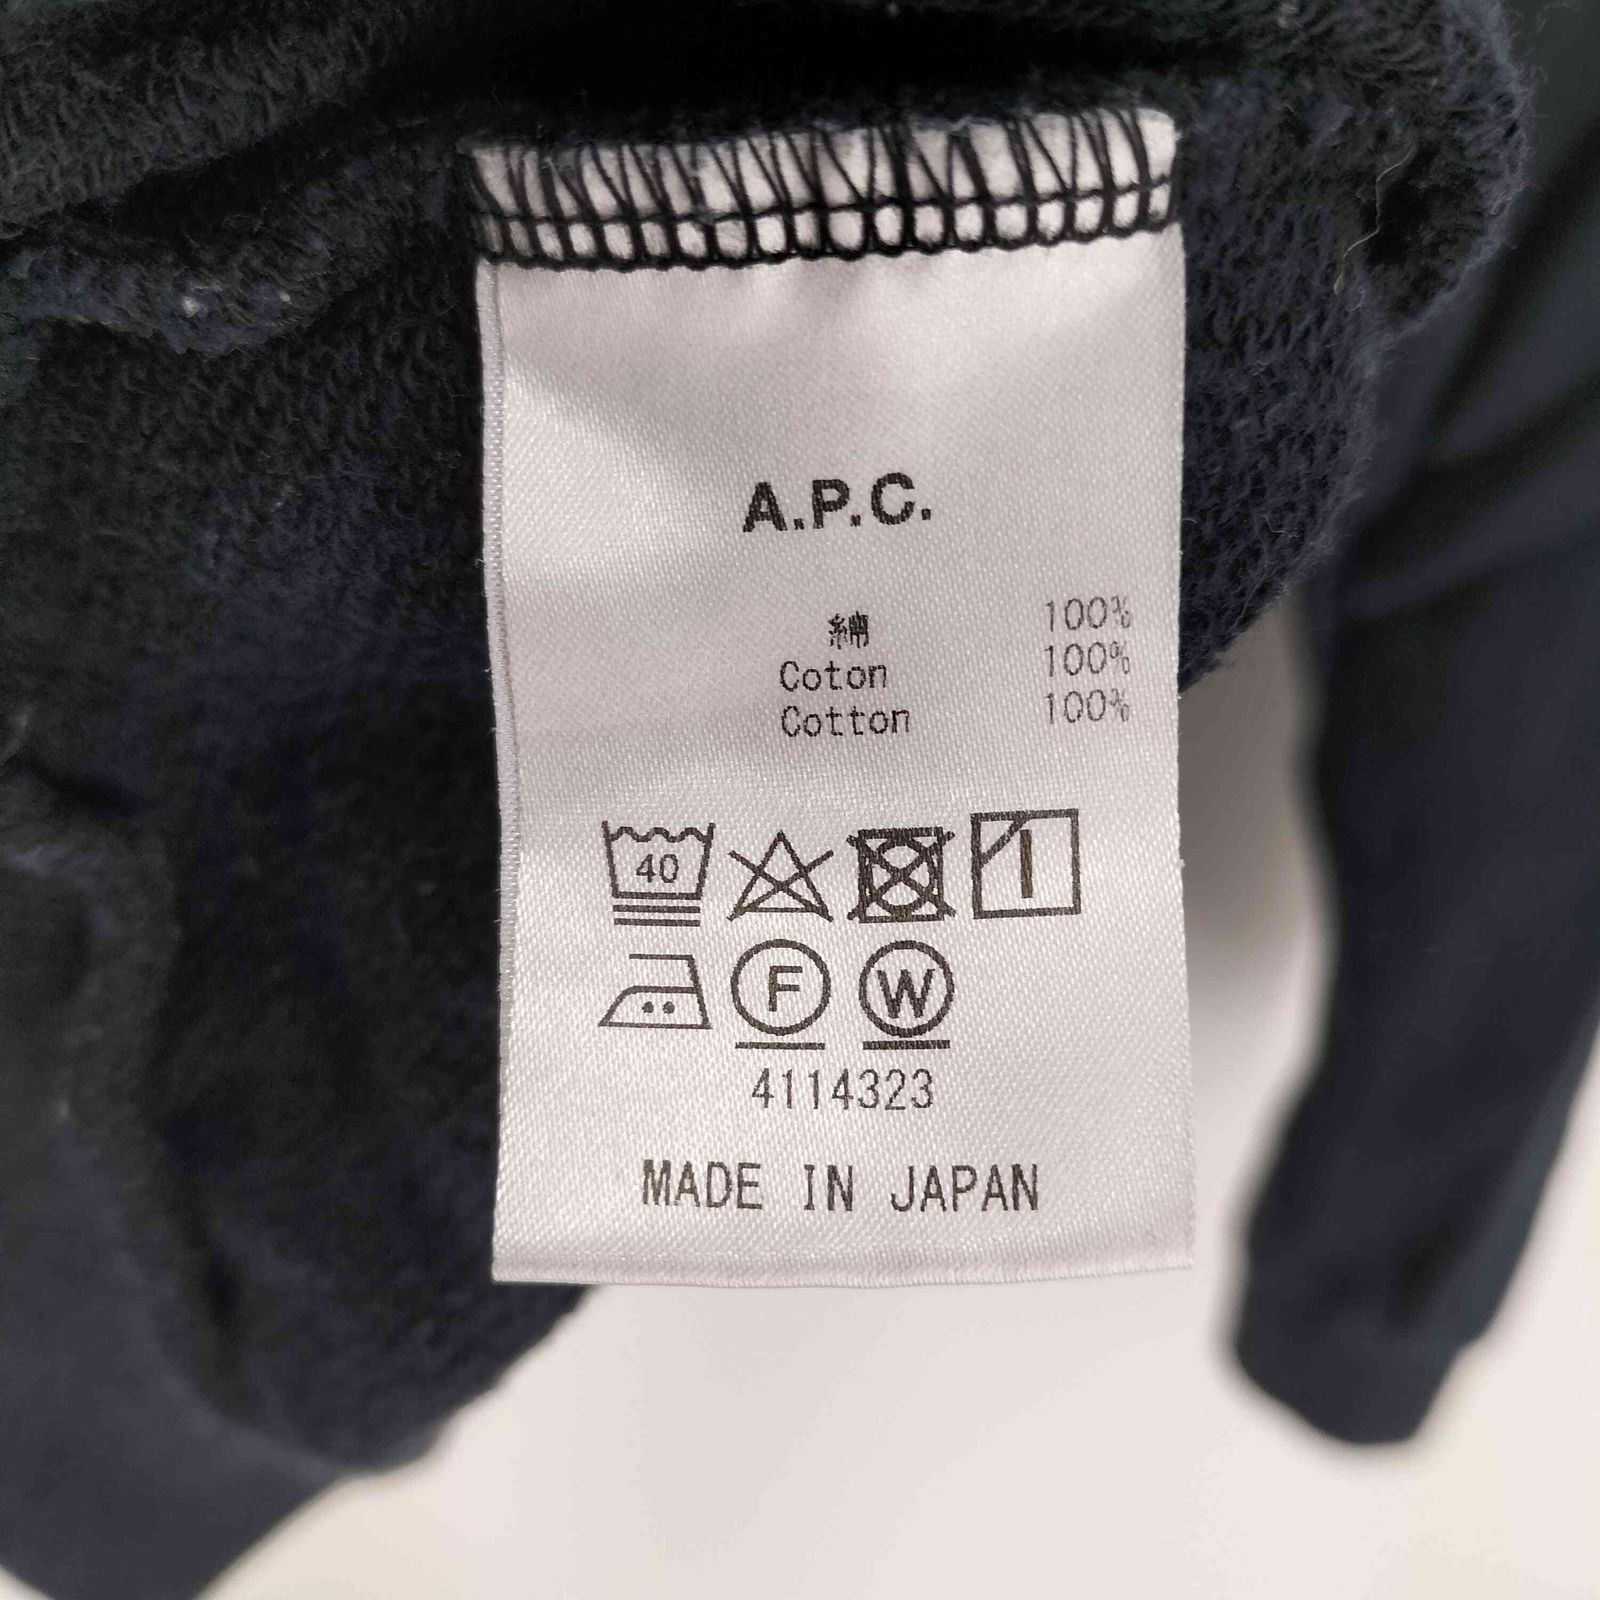 A.P.C.
綿 100%
Coton 100%
Cotton 100%
40
F W
4114323
MADE IN JAPAN